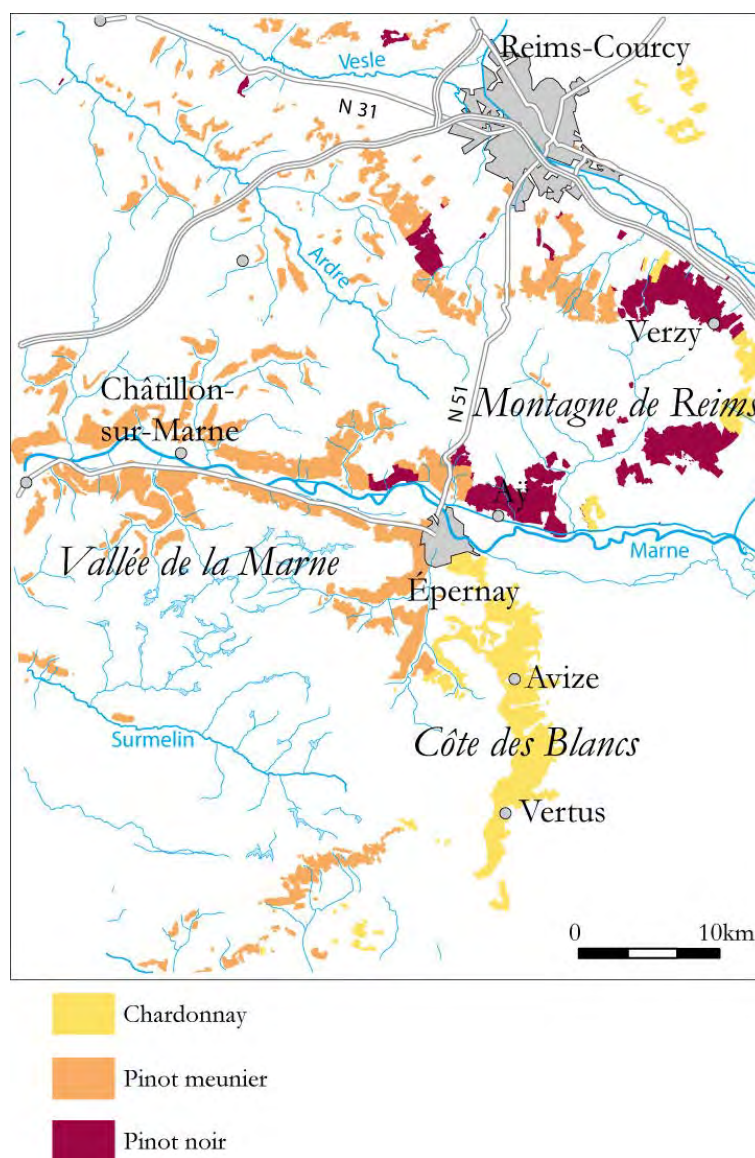 Reims-Courcy
Vesle
N 31
Ardre
Verzy
Châtillon-
sur-Marne
N 51
Montagne de Reims
Aÿ
Vallée de la Marne
Marne
Épernay
Avize
Surmelin
Côte des Blancs
Vertus
0 10km
Chardonnay
Pinot meunier
Pinot noir